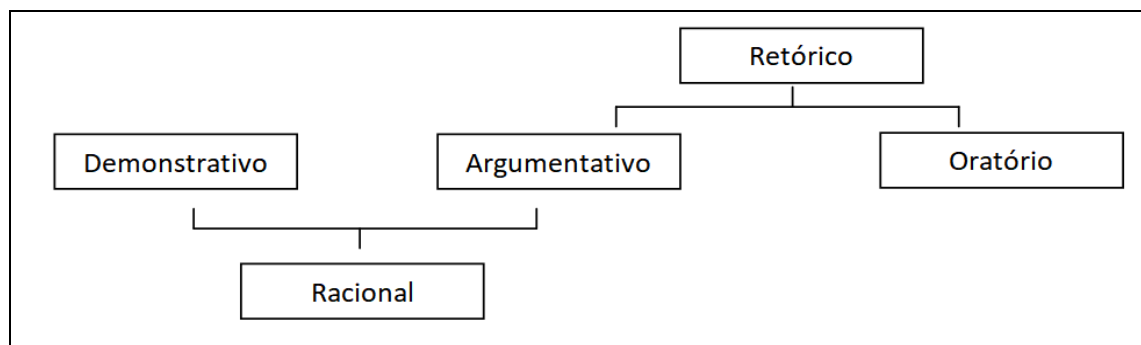 Retórico
Demonstrativo
Argumentativo
Oratório
Racional